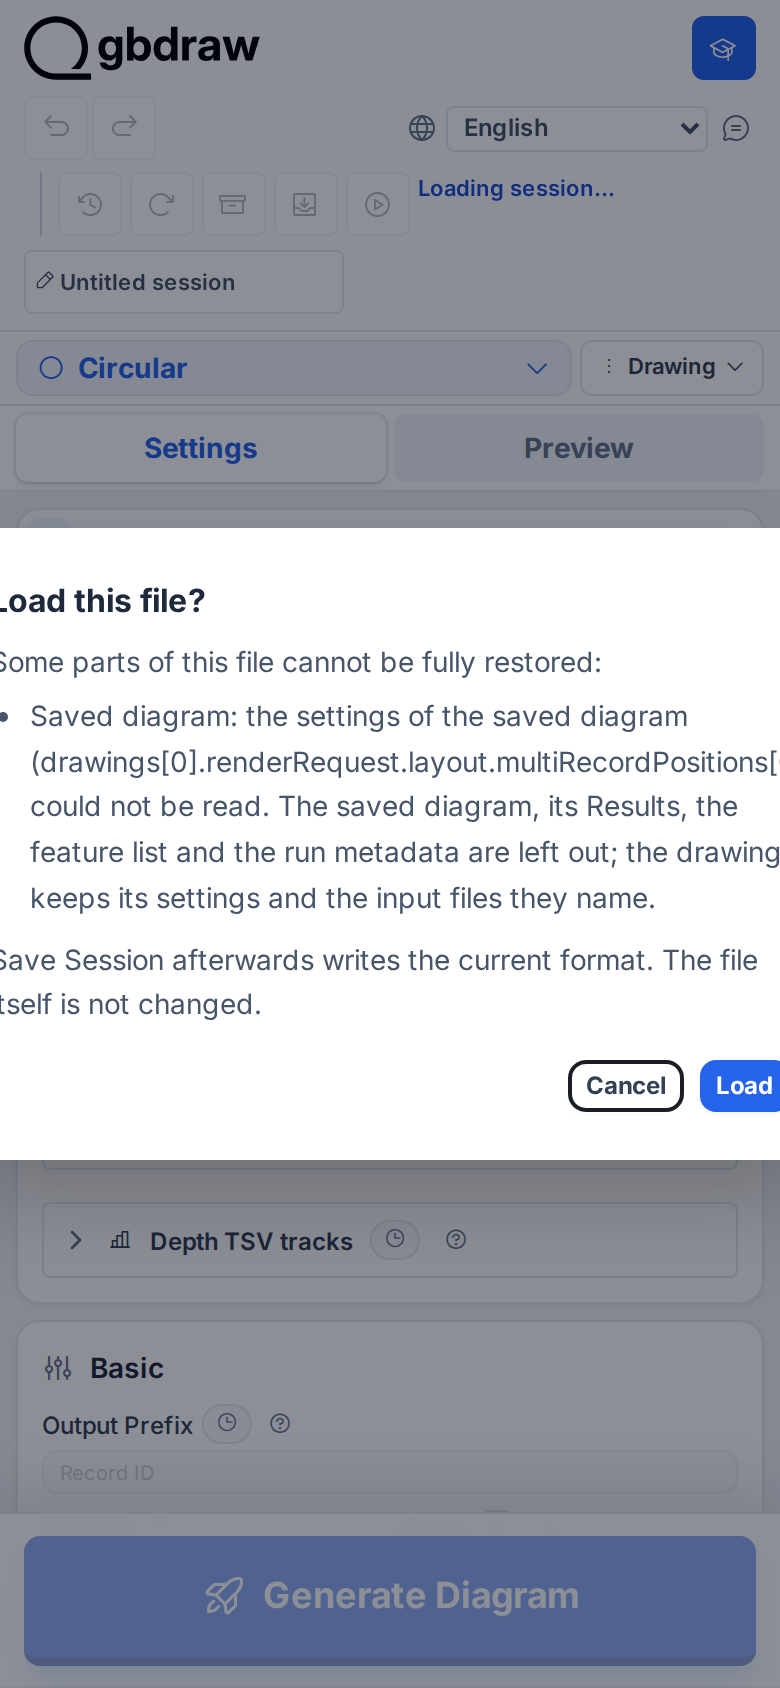 gbdraw
English
Loading session...
Untitled session
Circular
Drawing
Settings
Preview
Load this file?
Some parts of this file cannot be fully restored:
Saved diagram: the settings of the saved diagram
(drawings[0].renderRequest.layout.multiRecordPositions[
could not be read. The saved diagram, its Results, the
feature list and the run metadata are left out; the drawing
keeps its settings and the input files they name.
Save Session afterwards writes the current format. The file
itself is not changed.
Cancel
Load
Depth TSV tracks
Basic
Output Prefix
Record ID
Generate Diagram